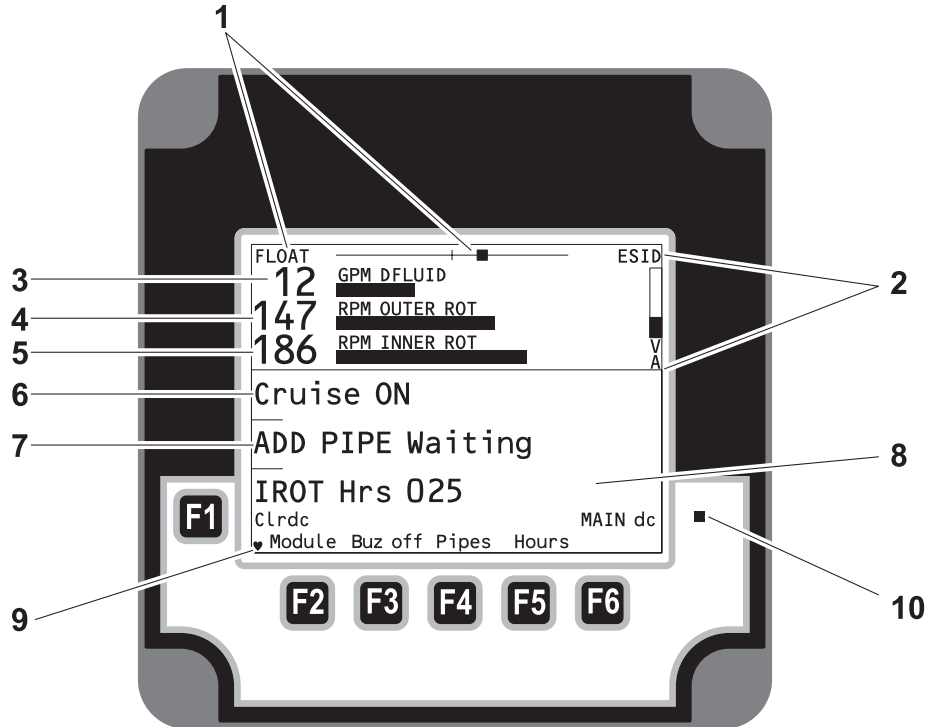 1
FLOAT ESID
3 12 GPM DFLUID 2
4 147 RPM OUTER ROT
5 186 RPM INNER ROT V
A
6 Cruise ON
7 ADD PIPE Waiting
8
IROT Hrs 025
F1 Clrdc MAIN dc
♥ Module Buz off Pipes Hours
9 F2 F3 F4 F5 F6 10